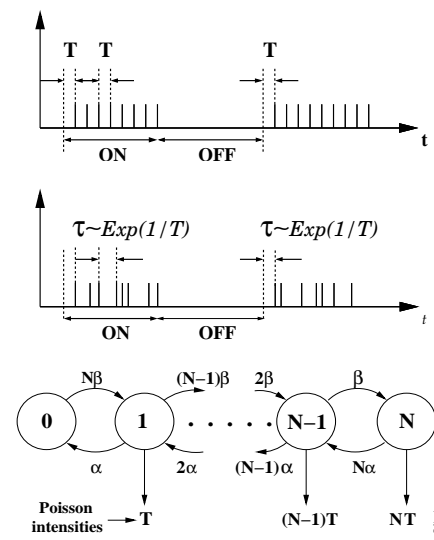 T T T
t
ON OFF
τ~Exp(1/T) τ~Exp(1/T)
t
ON OFF
Nβ (N−1)β 2β β
0 1 . . . . . N−1 N
α 2α (N−1)α Nα
Poisson
intensities T (N−1)T NT